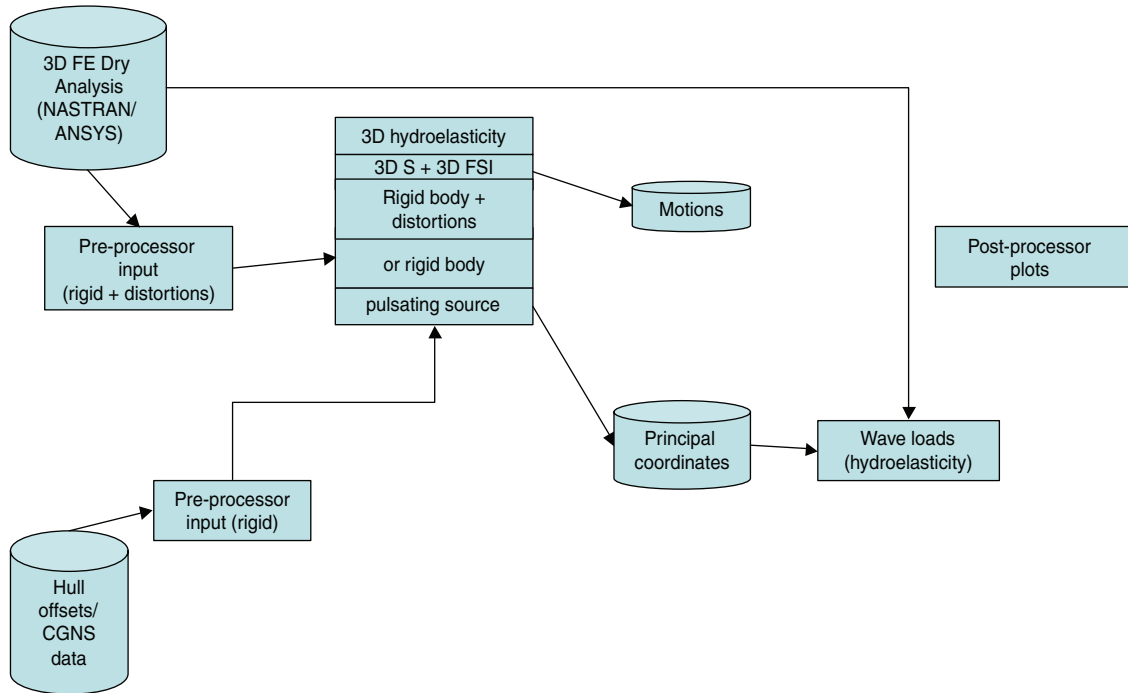 3D FE Dry
Analysis
(NASTRAN/
ANSYS)
Pre-processor
input
(rigid + distortions)
3D hydroelasticity
3D S + 3D FSI
Rigid body +
distortions
or rigid body
pulsating source
Motions
Post-processor
plots
Principal
coordinates
Wave loads
(hydroelasticity)
Pre-processor
input (rigid)
Hull
offsets/
CGNS
data